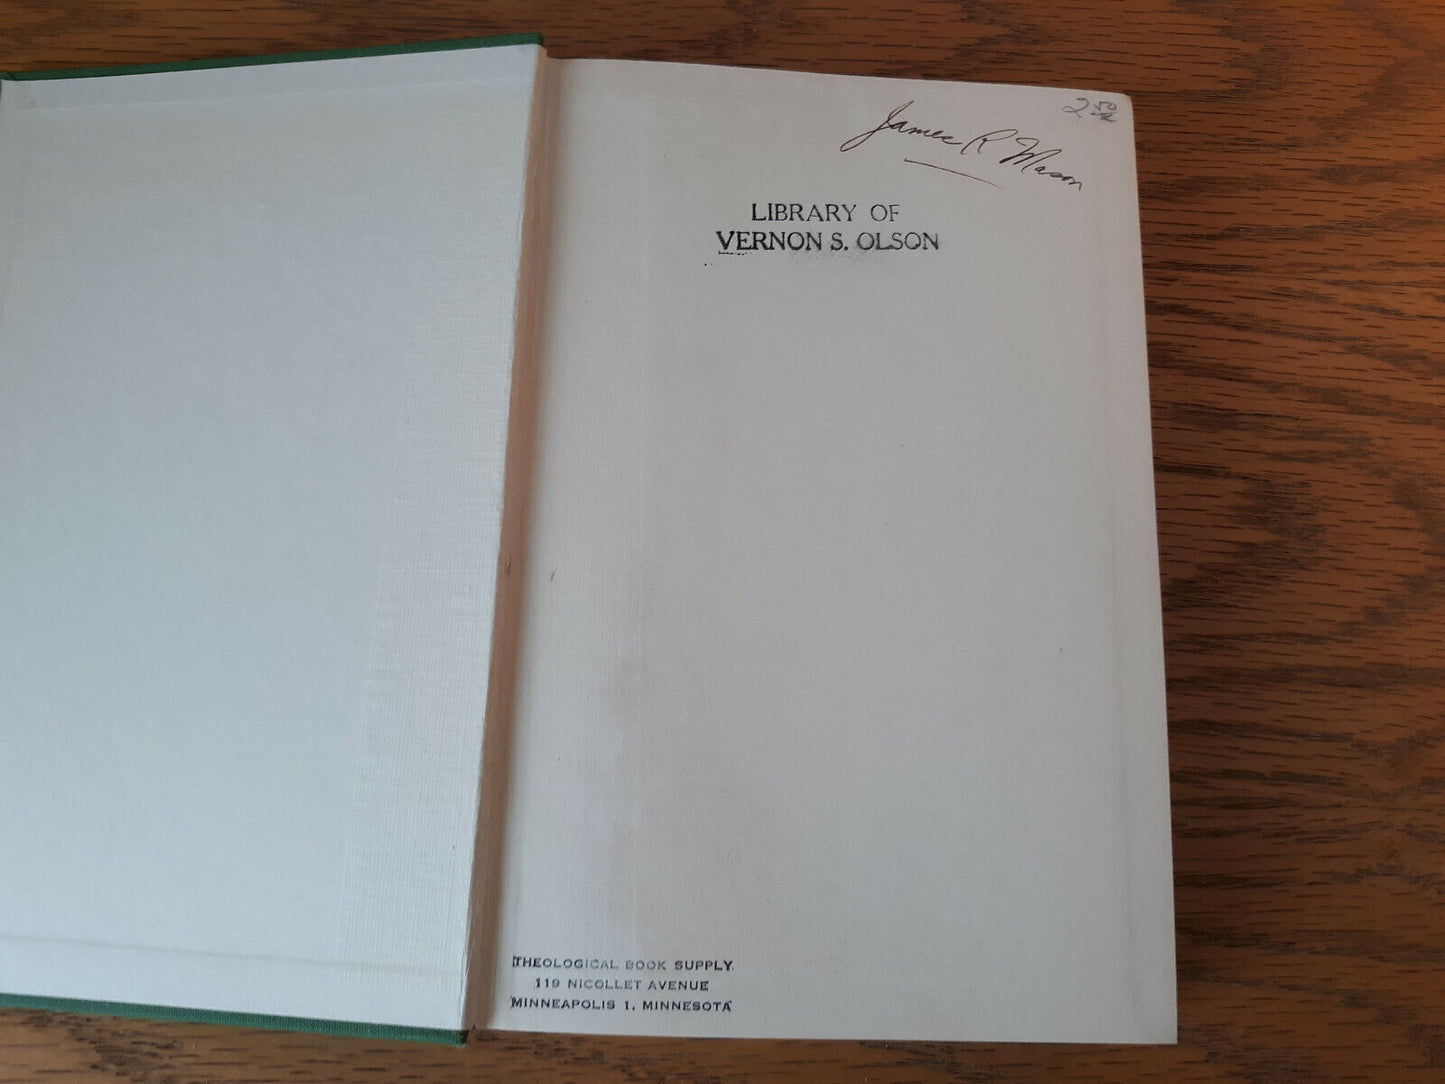 2.50
James R Mason
LIBRARY OF
VERNON S. OLSON
THEOLOGICAL BOOK SUPPLY
119 NICOLLET AVENUE
MINNEAPOLIS 1, MINNESOTA